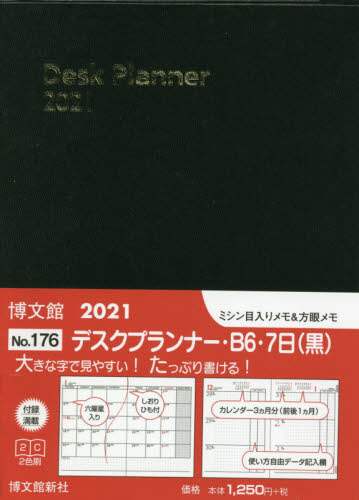 Desk Planner
2021
博文館 2021
ミシン目入りメモ&方眼メモ
No.176 デスクプランナー・B6・7日(黒)
大きな字で見やすい! たっぷり書ける!
付録
満載
2 C
2色刷
六曜星
入り
しおり
ひも付
12
カレンダー3ヵ月分(前後1ヵ月)
使い方自由データ記入欄
博文館新社
価格 本体1,250円+税